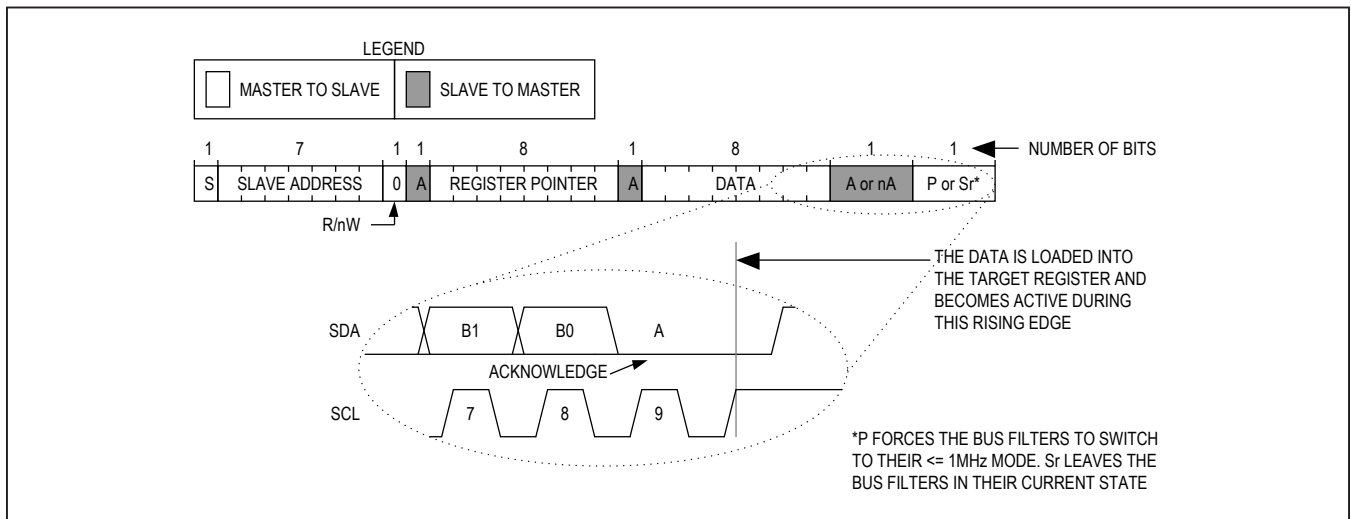 LEGEND
MASTER TO SLAVE
SLAVE TO MASTER
1 7 1 1 8 1 8 1 1 NUMBER OF BITS
S SLAVE ADDRESS 0 A REGISTER POINTER A DATA A or nA P or Sr*
R/nW
THE DATA IS LOADED INTO
THE TARGET REGISTER AND
BECOMES ACTIVE DURING
THIS RISING EDGE
SDA B1 B0 A
ACKNOWLEDGE
SCL 7 8 9
*P FORCES THE BUS FILTERS TO SWITCH
TO THEIR <= 1MHz MODE. Sr LEAVES THE
BUS FILTERS IN THEIR CURRENT STATE